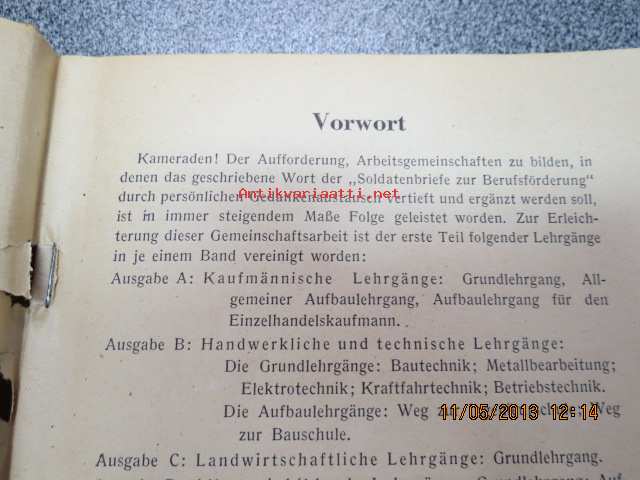 Vorwort
Kameraden! Der Aufforderung, Arbeitsgemeinschaften zu bilden, in
denen das geschriebene Wort der „Soldatenbriefe zur Berufsförderung"
Antikvariaatti.net
durch persönlichen Gedankenaustausch vertieft und ergänzt werden soll,
ist in immer steigendem Maße Folge geleistet worden. Zur Erleich-
terung dieser Gemeinschaftsarbeit ist der erste Teil folgender Lehrgänge
in je einem Band vereinigt worden:
Ausgabe A: Kaufmännische Lehrgänge: Grundlehrgang, All-
gemeiner Aufbaulehrgang, Aufbaulehrgang für den
Einzelhandelskaufmann.
Ausgabe B: Handwerkliche und technische Lehrgänge:
Die Grundlehrgänge: Bautechnik; Metallbearbeitung;
Elektrotechnik; Kraftfahrtechnik; Betriebstechnik.
Die Aufbaulehrgänge: Weg Weg
11/05/2013 12:14
zur Bauschule.
Ausgabe C: Landwirtschaftliche Lehrgänge: Grundlehrgang.